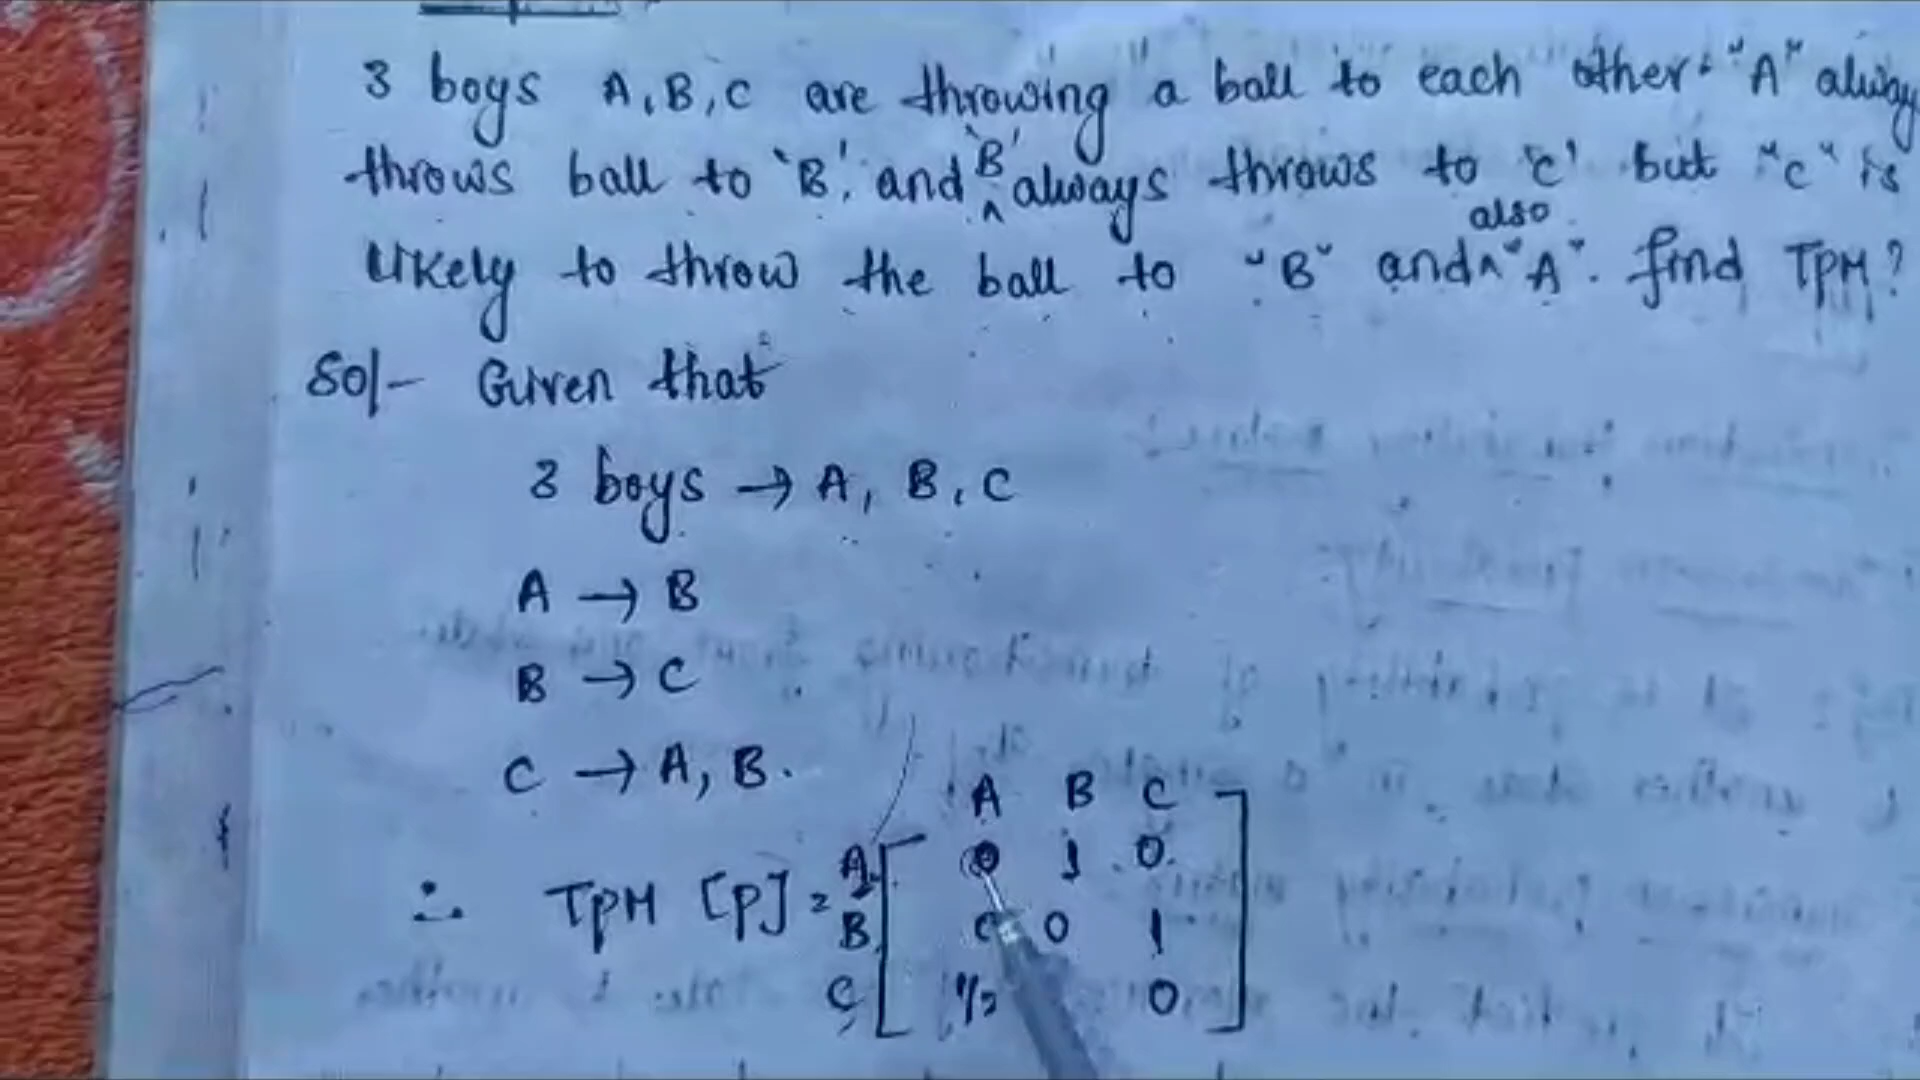 3 boys A, B, C are throwing a ball to each other. "A" alway
throws ball to 'B'. and 'B' always throws to 'C' but "C" is
likely to throw the ball to "B" and also "A". find TPM?
Sol- Given that
3 boys → A, B, C
A → B
B → C
C → A, B.
A B C
∴ TPM [P] = A 0 1 0
B 0 1
C 1/2 0